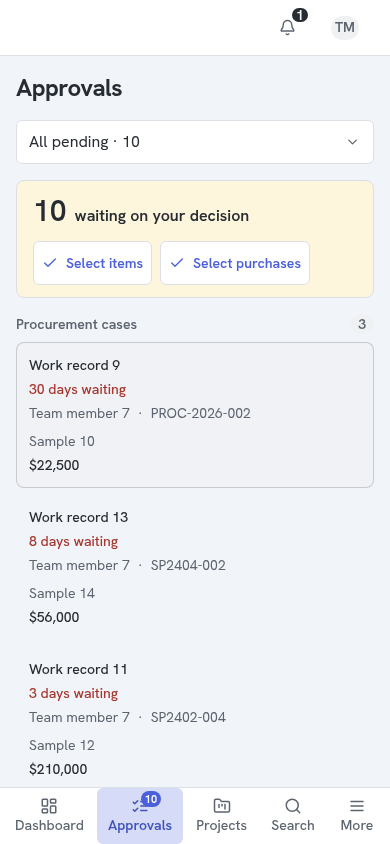 1
TM
Approvals
All pending · 10
10 waiting on your decision
Select items
Select purchases
Procurement cases
3
Work record 9
30 days waiting
Team member 7 · PROC-2026-002
Sample 10
$22,500
Work record 13
8 days waiting
Team member 7 · SP2404-002
Sample 14
$56,000
Work record 11
3 days waiting
Team member 7 · SP2402-004
Sample 12
$210,000
10
Dashboard
Approvals
Projects
Search
More